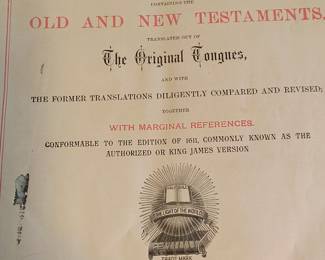 CONTAINING THE
OLD AND NEW TESTAMENTS,
TRANSLATED OUT OF
The Original Tongues,
AND WITH
THE FORMER TRANSLATIONS DILIGENTLY COMPARED AND REVISED;
TOGETHER
WITH MARGINAL REFERENCES.
CONFORMABLE TO THE EDITION OF 1611, COMMONLY KNOWN AS THE
AUTHORIZED OR KING JAMES VERSION
THE LIGHT OF THE WORLD
TRADE MARK